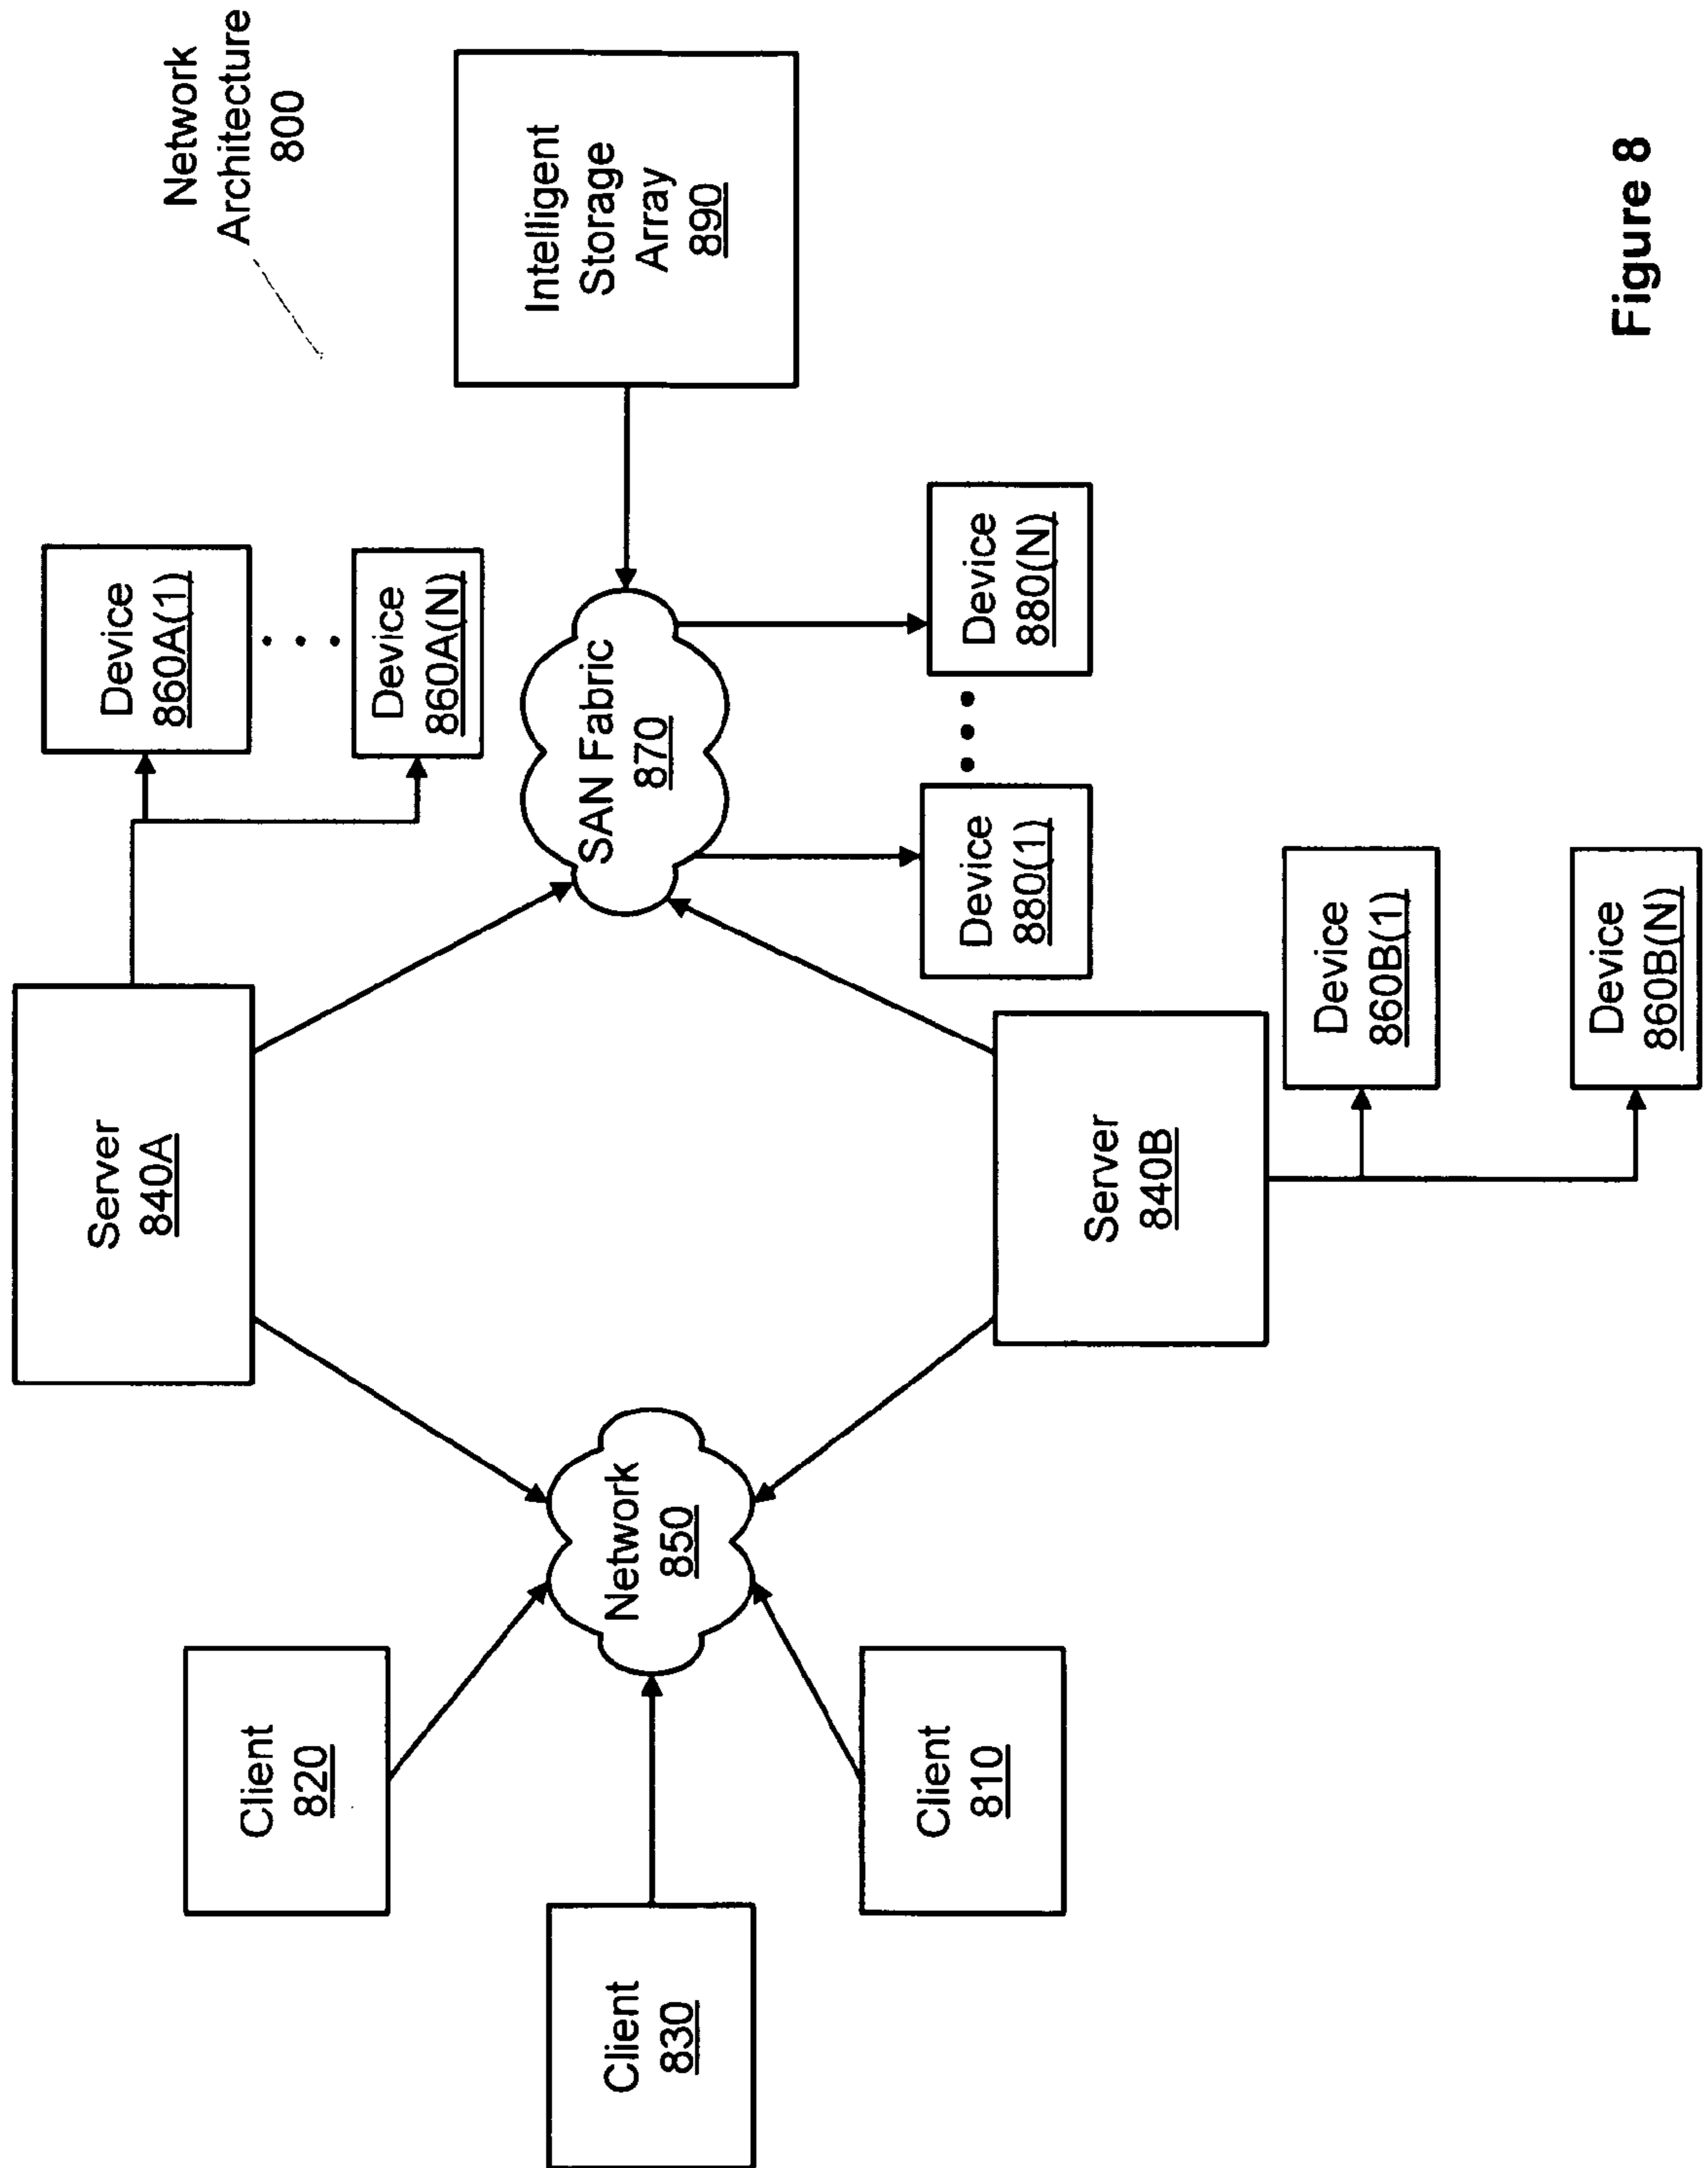 Network
Architecture
800
Device
860A(1)
Device
860A(N)
Server
840A
Client
820
Intelligent
Storage
Array
890
SAN Fabric
870
Network
850
Client
830
Device
880(1)
Device
880(N)
Client
810
Server
840B
Device
860B(1)
Device
860B(N)
Figure 8